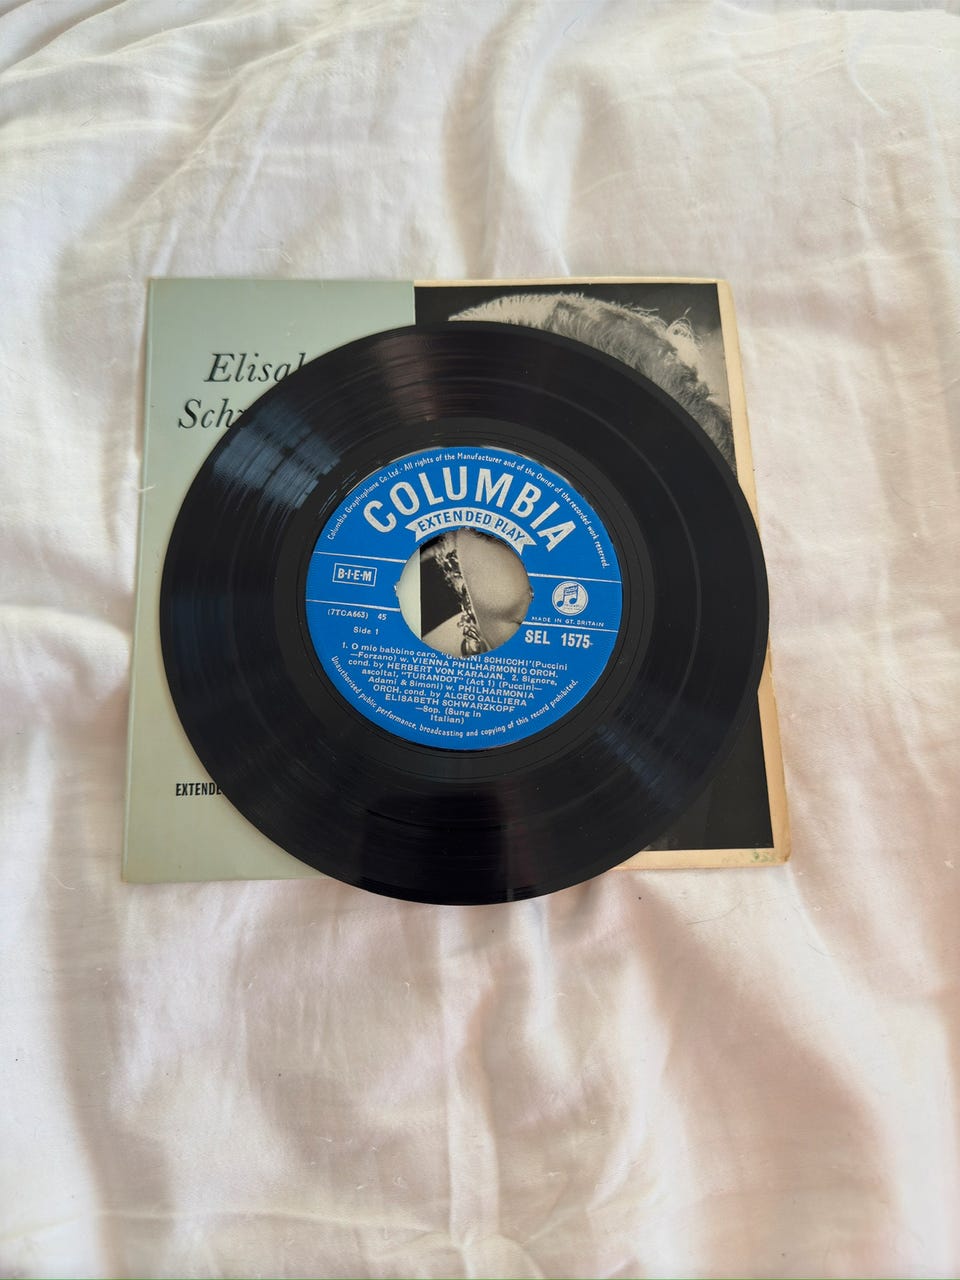 Elisab
Schw
EXTENDE
Columbia Graphophone Co. Ltd.- All rights of the Manufacturer and of the Owner of the recorded work reserved.
COLUMBIA
EXTENDED PLAY
B·I·E·M
(7TCA663) 45
MADE IN GT. BRITAIN
Side 1
SEL 1575
1. O mio babbino caro, SCHICCHI' (Puccini
—Forzano) w. VIENNA PHILHARMONIC ORCH.
cond. by HERBERT VON KARAJAN. 2. Signore,
ascolta!, "TURANDOT" (Act 1) (Puccini—
Adami & Simoni) w. PHILHARMONIA
ORCH. cond. by ALCEO GALLIERA
ELISABETH SCHWARZKOPF
—Sop. (Sung in
Italian)
Unauthorised public performance, broadcasting and copying of this record prohibited.